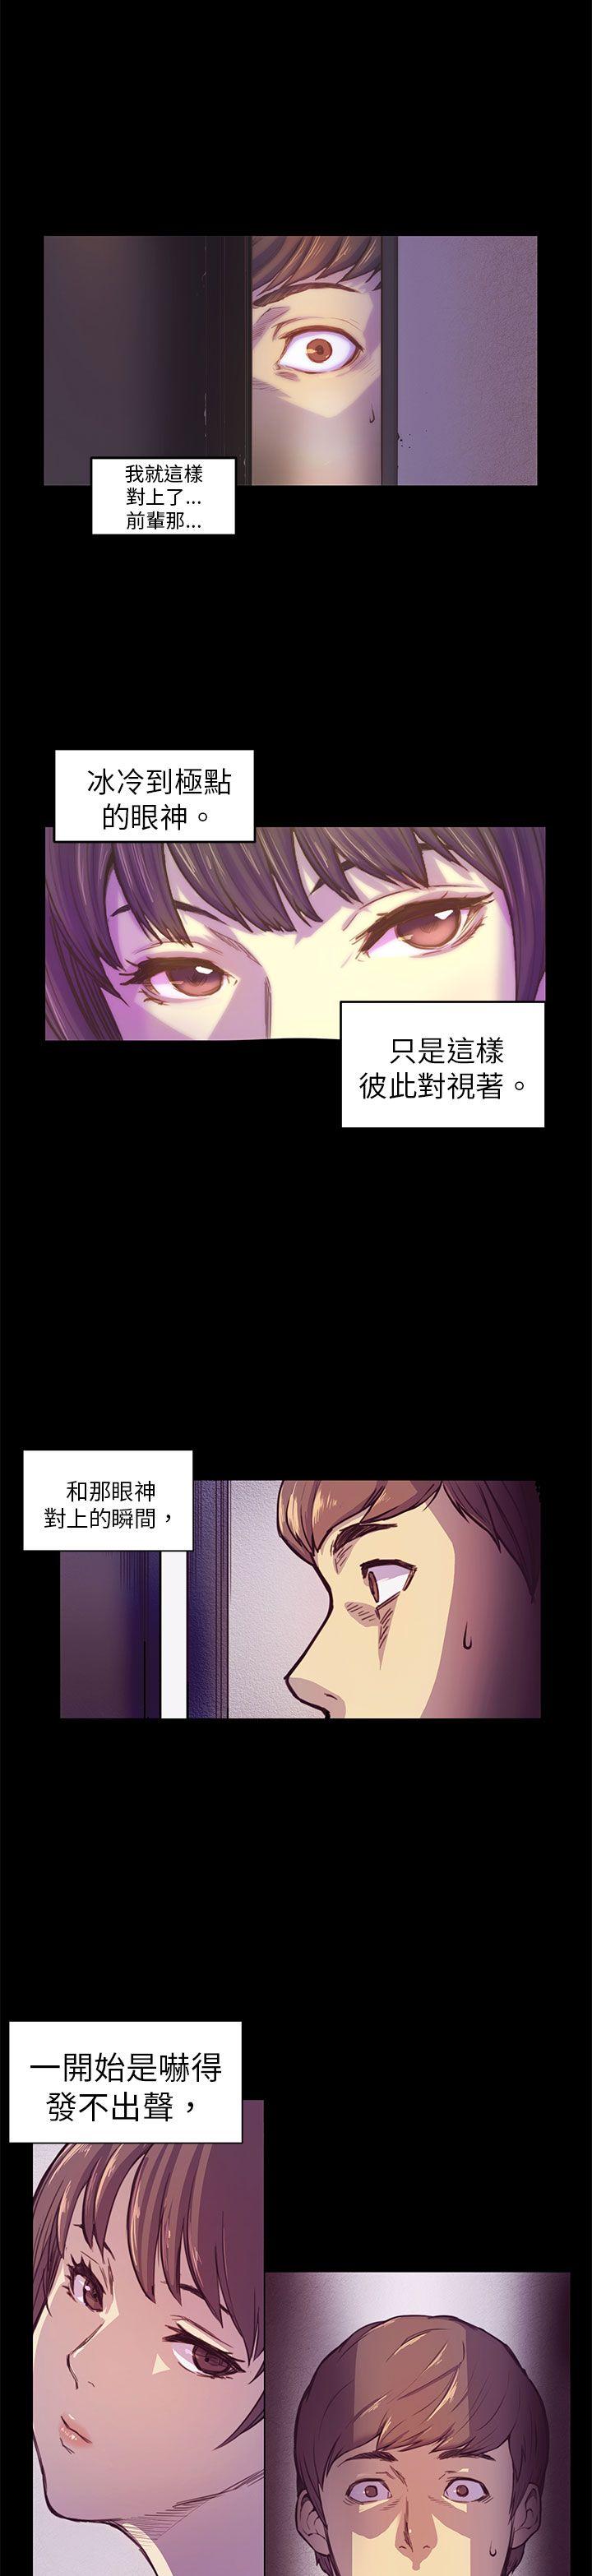 我就這樣
對上了...
前輩那...
冰冷到極點
的眼神。
只是這樣
彼此對視著。
和那眼神
對上的瞬間，
一開始是嚇得
發不出聲，